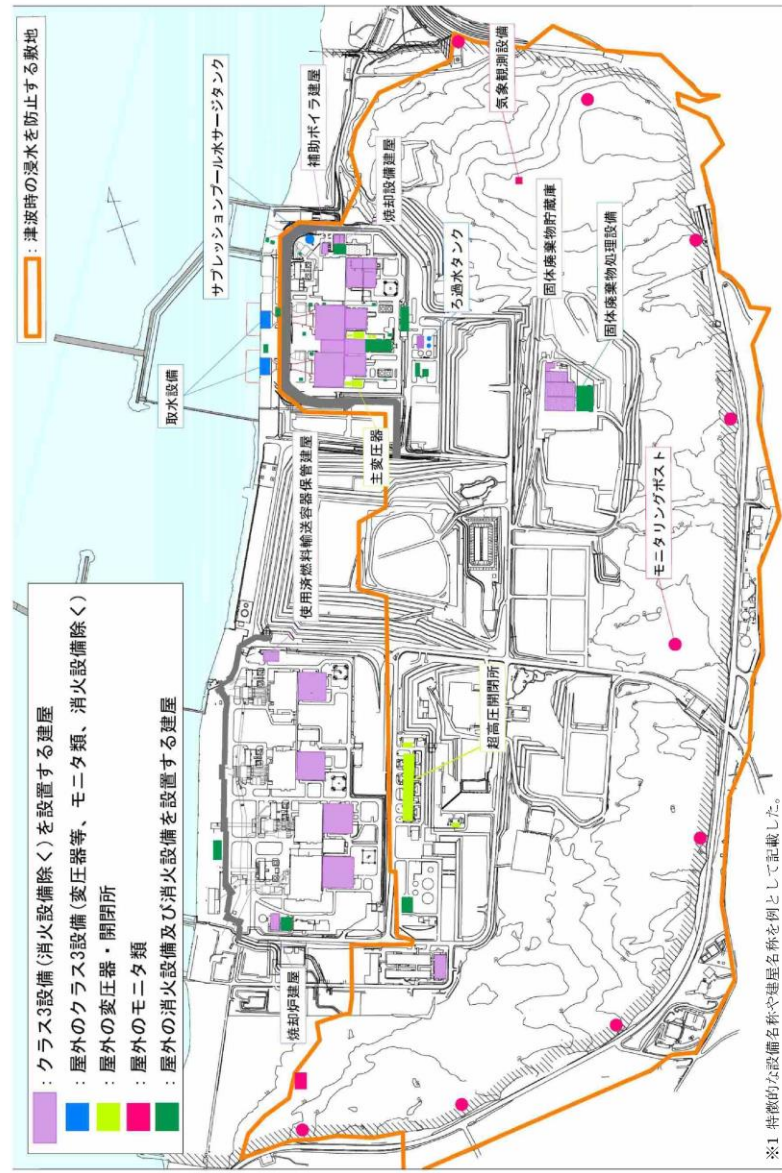 ：津波時の浸水を防止する敷地
：クラス3設備(消火設備除く)を設置する建屋
：屋外のクラス3設備(変圧器等、モニタ類、消火設備除く)
：屋外の変圧器・開閉所
：屋外のモニタ類
：屋外の消火設備及び消火設備を設置する建屋
取水設備
サプレッションプール水サージタンク
補助ボイラ建屋
焼却設備建屋
気象観測設備
ろ過水タンク
固体廃棄物貯蔵庫
固体廃棄物処理設備
主変圧器
使用済燃料輸送容器保管建屋
モニタリングポスト
超高圧開閉所
焼却炉建屋
※1 特徴的な設備名称や建屋名称を例として記載した。